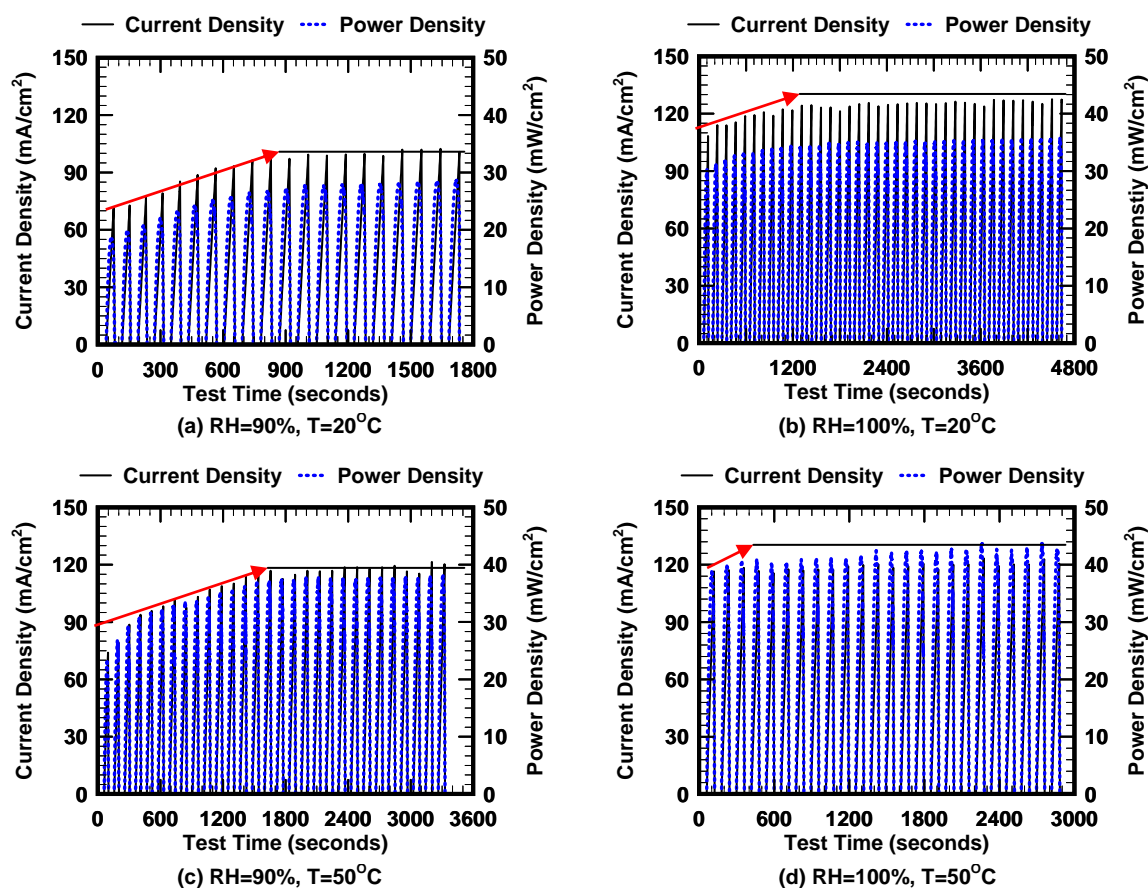 Current Density Power Density
Current Density (mA/cm²)
150
120
90
60
30
0
Power Density (mW/cm²)
50
40
30
20
10
0
0 300 600 900 1200 1500 1800
Test Time (seconds)
(a) RH=90%, T=20°C
Current Density Power Density
Current Density (mA/cm²)
150
120
90
60
30
0
Power Denstiy (mW/cm²)
50
40
30
20
10
0
0 1200 2400 3600 4800
Test Time (seconds)
(b) RH=100%, T=20°C
Current Density Power Density
Current Density (mA/cm²)
150
120
90
60
30
0
Power Density (mW/cm²)
50
40
30
20
10
0
0 600 1200 1800 2400 3000 3600
Test Time (seconds)
(c) RH=90%, T=50°C
Current Density Power Density
Current Density (mA/cm²)
150
120
90
60
30
0
Power Density (mW/cm²)
50
40
30
20
10
0
0 600 1200 1800 2400 3000
Test Time (seconds)
(d) RH=100%, T=50°C